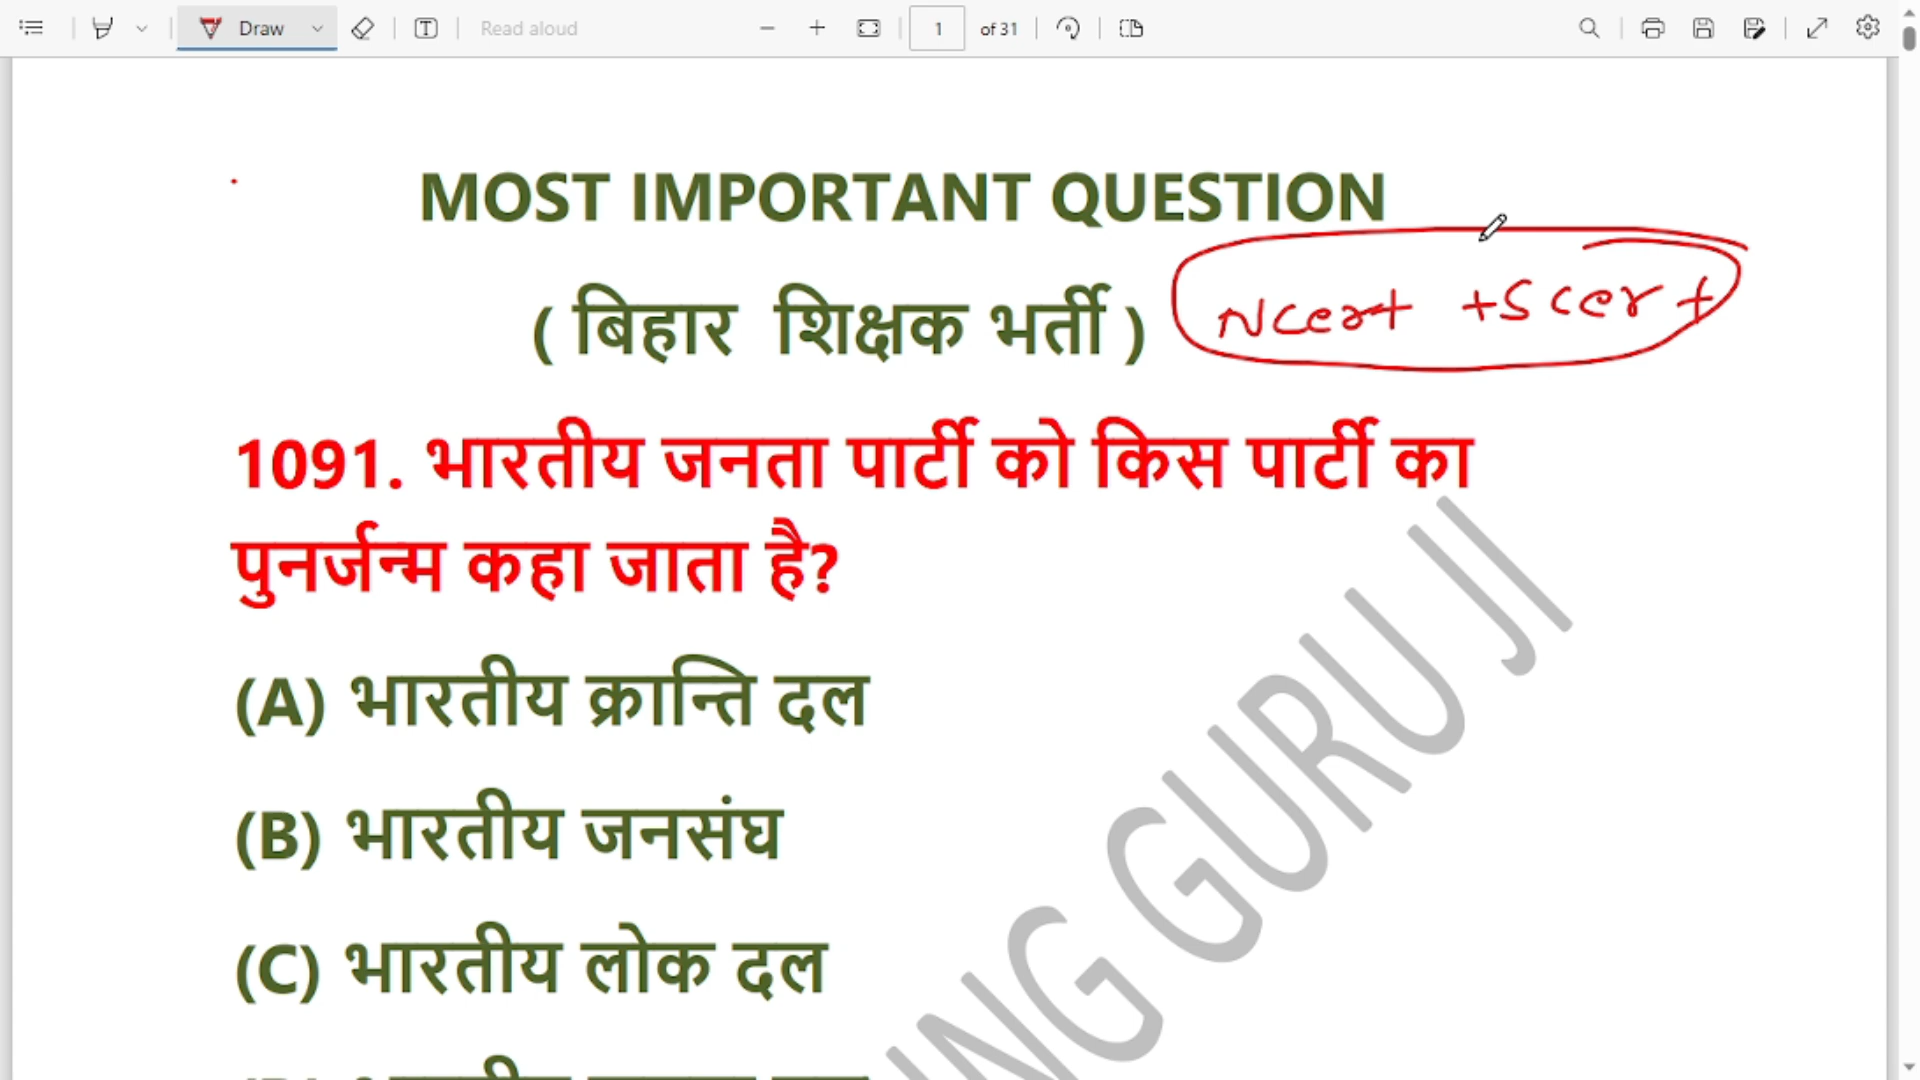 Draw
Read aloud
1
of 31
MOST IMPORTANT QUESTION
( बिहार शिक्षक भर्ती )
Ncert + Scert
1091. भारतीय जनता पार्टी को किस पार्टी का
पुनर्जन्म कहा जाता है?
(A) भारतीय क्रान्ति दल
(B) भारतीय जनसंघ
(C) भारतीय लोक दल
GURU JI